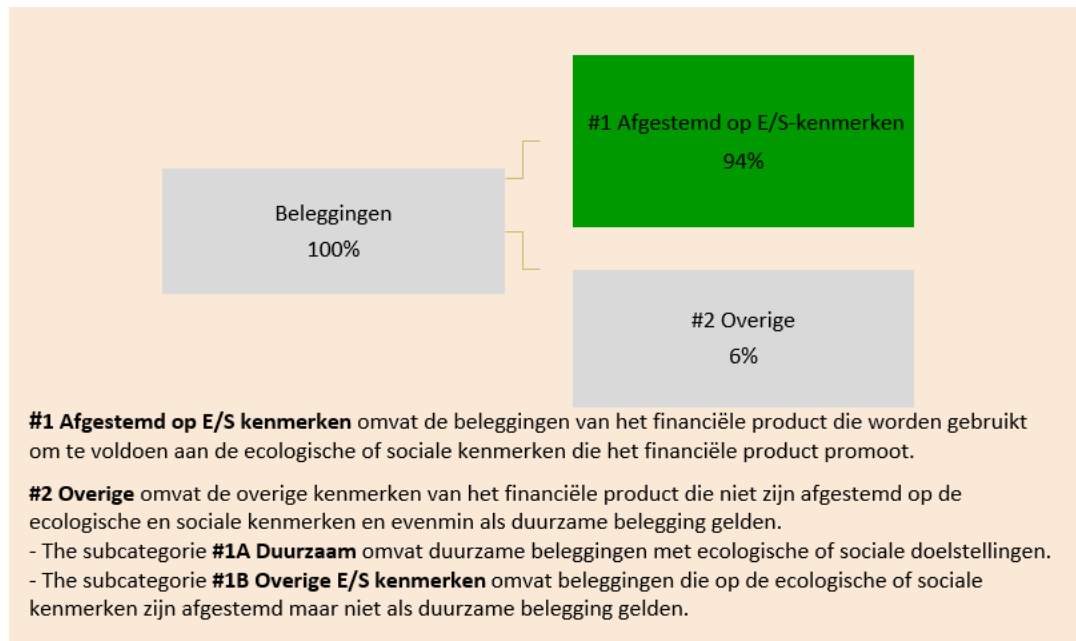 #1 Afgestemd op E/S-kenmerken
94%
Beleggingen
100%
#2 Overige
6%
#1 Afgestemd op E/S kenmerken omvat de beleggingen van het financiële product die worden gebruikt
om te voldoen aan de ecologische of sociale kenmerken die het financiële product promoot.
#2 Overige omvat de overige kenmerken van het financiële product die niet zijn afgestemd op de
ecologische en sociale kenmerken en evenmin als duurzame belegging gelden.
- The subcategorie #1A Duurzaam omvat duurzame beleggingen met ecologische of sociale doelstellingen.
- The subcategorie #1B Overige E/S kenmerken omvat beleggingen die op de ecologische of sociale
kenmerken zijn afgestemd maar niet als duurzame belegging gelden.